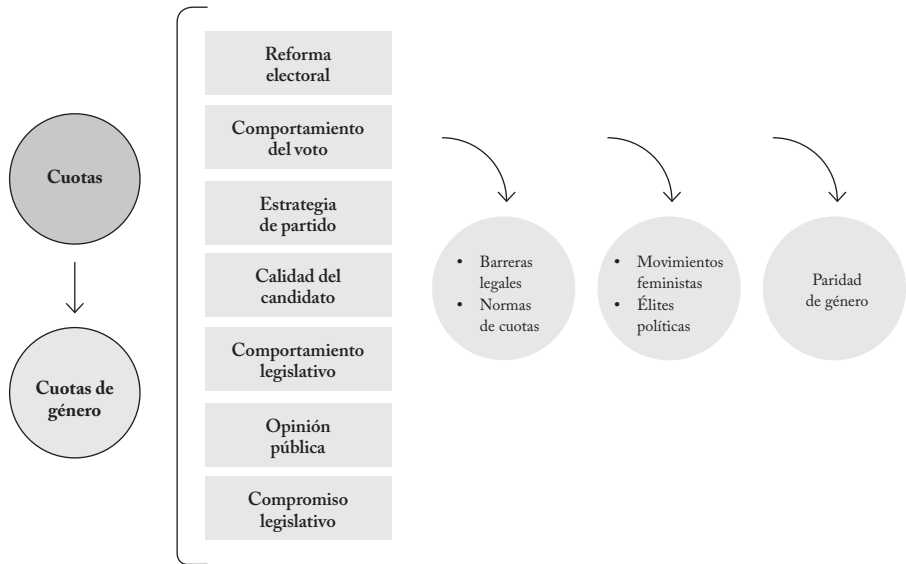 Cuotas
Cuotas de
género
Reforma
electoral
Comportamiento
del voto
Estrategia
de partido
Calidad del
candidato
Comportamiento
legislativo
Opinión
pública
Compromiso
legislativo
• Barreras
legales
• Normas
de cuotas
• Movimientos
feministas
• Élites
políticas
Paridad
de género